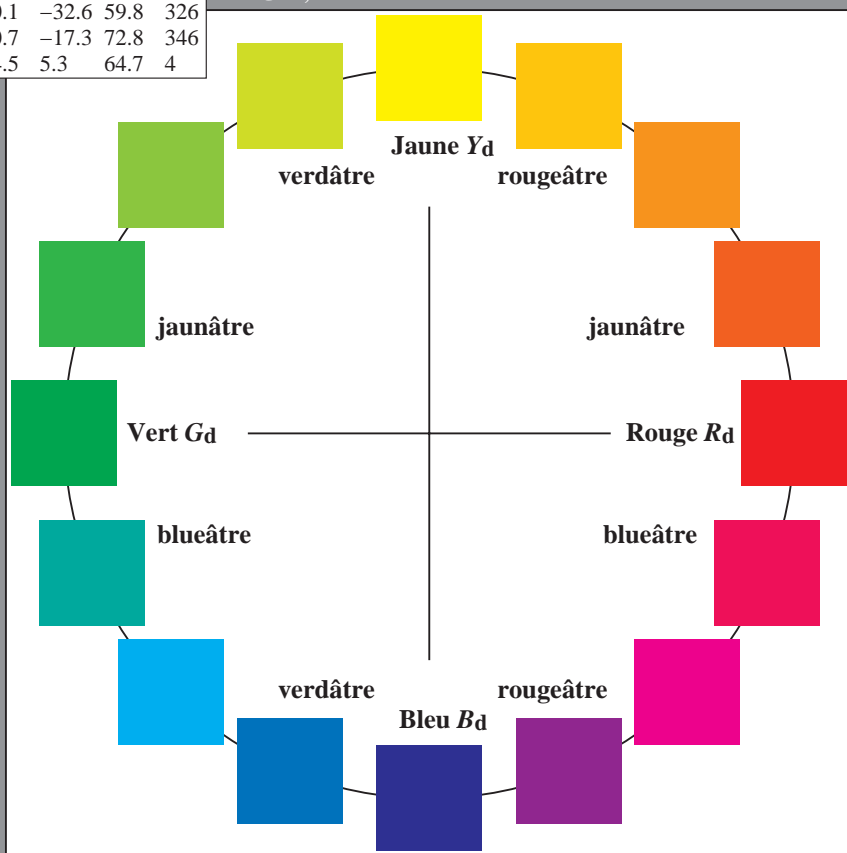 −32.6 59.8 326
−17.3 72.8 346
5.3 64.7 4
Jaune Yd
verdâtre rougeâtre
jaunâtre jaunâtre
Vert Gd Rouge Rd
blueâtre blueâtre
verdâtre rougeâtre
Bleu Bd